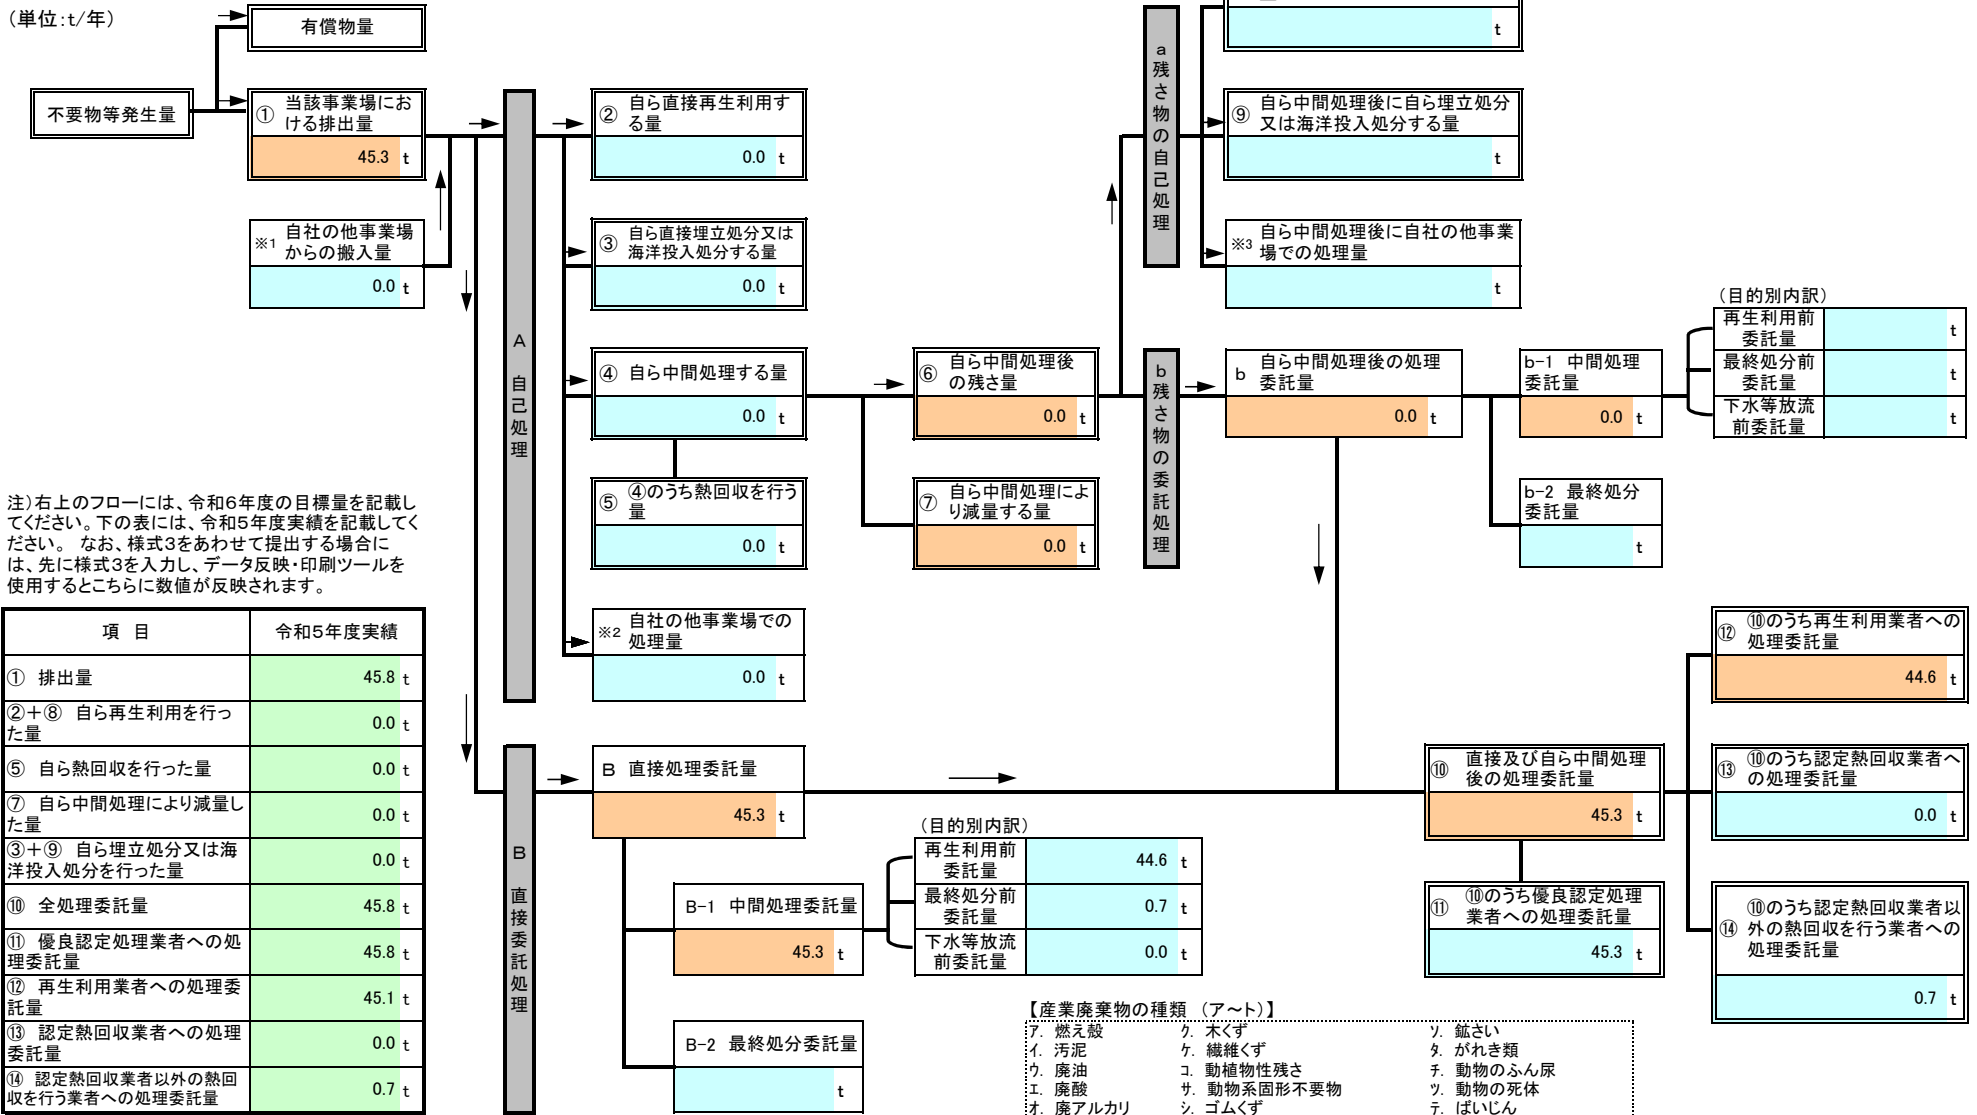 （単位:t/年）
有償物量
不要物等発生量
① 当該事業場にお
ける排出量
45.3 t
※1 自社の他事業場
からの搬入量
0.0 t
A 自己処理
② 自ら直接再生利用す
る量
0.0 t
③ 自ら直接埋立処分又は
海洋投入処分する量
0.0 t
④ 自ら中間処理する量
0.0 t
⑤ ④のうち熱回収を行う
量
0.0 t
※2 自社の他事業場での
処理量
0.0 t
⑥ 自ら中間処理後
の残さ量
0.0 t
⑦ 自ら中間処理によ
り減量する量
0.0 t
a 残さ物の自己処理
t
⑨ 自ら中間処理後に自ら埋立処分
又は海洋投入処分する量
t
※3 自ら中間処理後に自社の他事業
場での処理量
t
b 残さ物の委託処理
b 自ら中間処理後の処理
委託量
0.0 t
b-1 中間処理
委託量
0.0 t
b-2 最終処分
委託量
t
（目的別内訳）
再生利用前
委託量
t
最終処分前
委託量
t
下水等放流
前委託量
t
注）右上のフローには、令和6年度の目標量を記載し
てください。下の表には、令和5年度実績を記載してく
ださい。 なお、様式3をあわせて提出する場合に
は、先に様式3を入力し、データ反映・印刷ツールを
使用するとこちらに数値が反映されます。
項 目 令和5年度実績
① 排出量 45.8 t
②＋⑧ 自ら再生利用を行っ
た量 0.0 t
⑤ 自ら熱回収を行った量 0.0 t
⑦ 自ら中間処理により減量し
た量 0.0 t
③＋⑨ 自ら埋立処分又は海
洋投入処分を行った量 0.0 t
⑩ 全処理委託量 45.8 t
⑪ 優良認定処理業者への処
理委託量 45.8 t
⑫ 再生利用業者への処理委
託量 45.1 t
⑬ 認定熱回収業者への処理
委託量 0.0 t
⑭ 認定熱回収業者以外の熱回
収を行う業者への処理委託量 0.7 t
B 直接委託処理
B 直接処理委託量
45.3 t
B-1 中間処理委託量
45.3 t
B-2 最終処分委託量
t
（目的別内訳）
再生利用前
委託量
44.6 t
最終処分前
委託量
0.7 t
下水等放流
前委託量
0.0 t
⑩ 直接及び自ら中間処理
後の処理委託量
45.3 t
⑪ ⑩のうち優良認定処理
業者への処理委託量
45.3 t
⑫ ⑩のうち再生利用業者への
処理委託量
44.6 t
⑬ ⑩のうち認定熱回収業者へ
の処理委託量
0.0 t
⑭ ⑩のうち認定熱回収業者以
外の熱回収を行う業者への
処理委託量
0.7 t
【産業廃棄物の種類 （ア～ト）】
ア. 燃え殻 ク. 木くず ソ. 鉱さい
イ. 汚泥 ケ. 繊維くず タ. がれき類
ウ. 廃油 コ. 動植物性残さ チ. 動物のふん尿
エ. 廃酸 サ. 動物系固形不要物 ツ. 動物の死体
オ. 廃アルカリ シ. ゴムくず テ. ばいじん